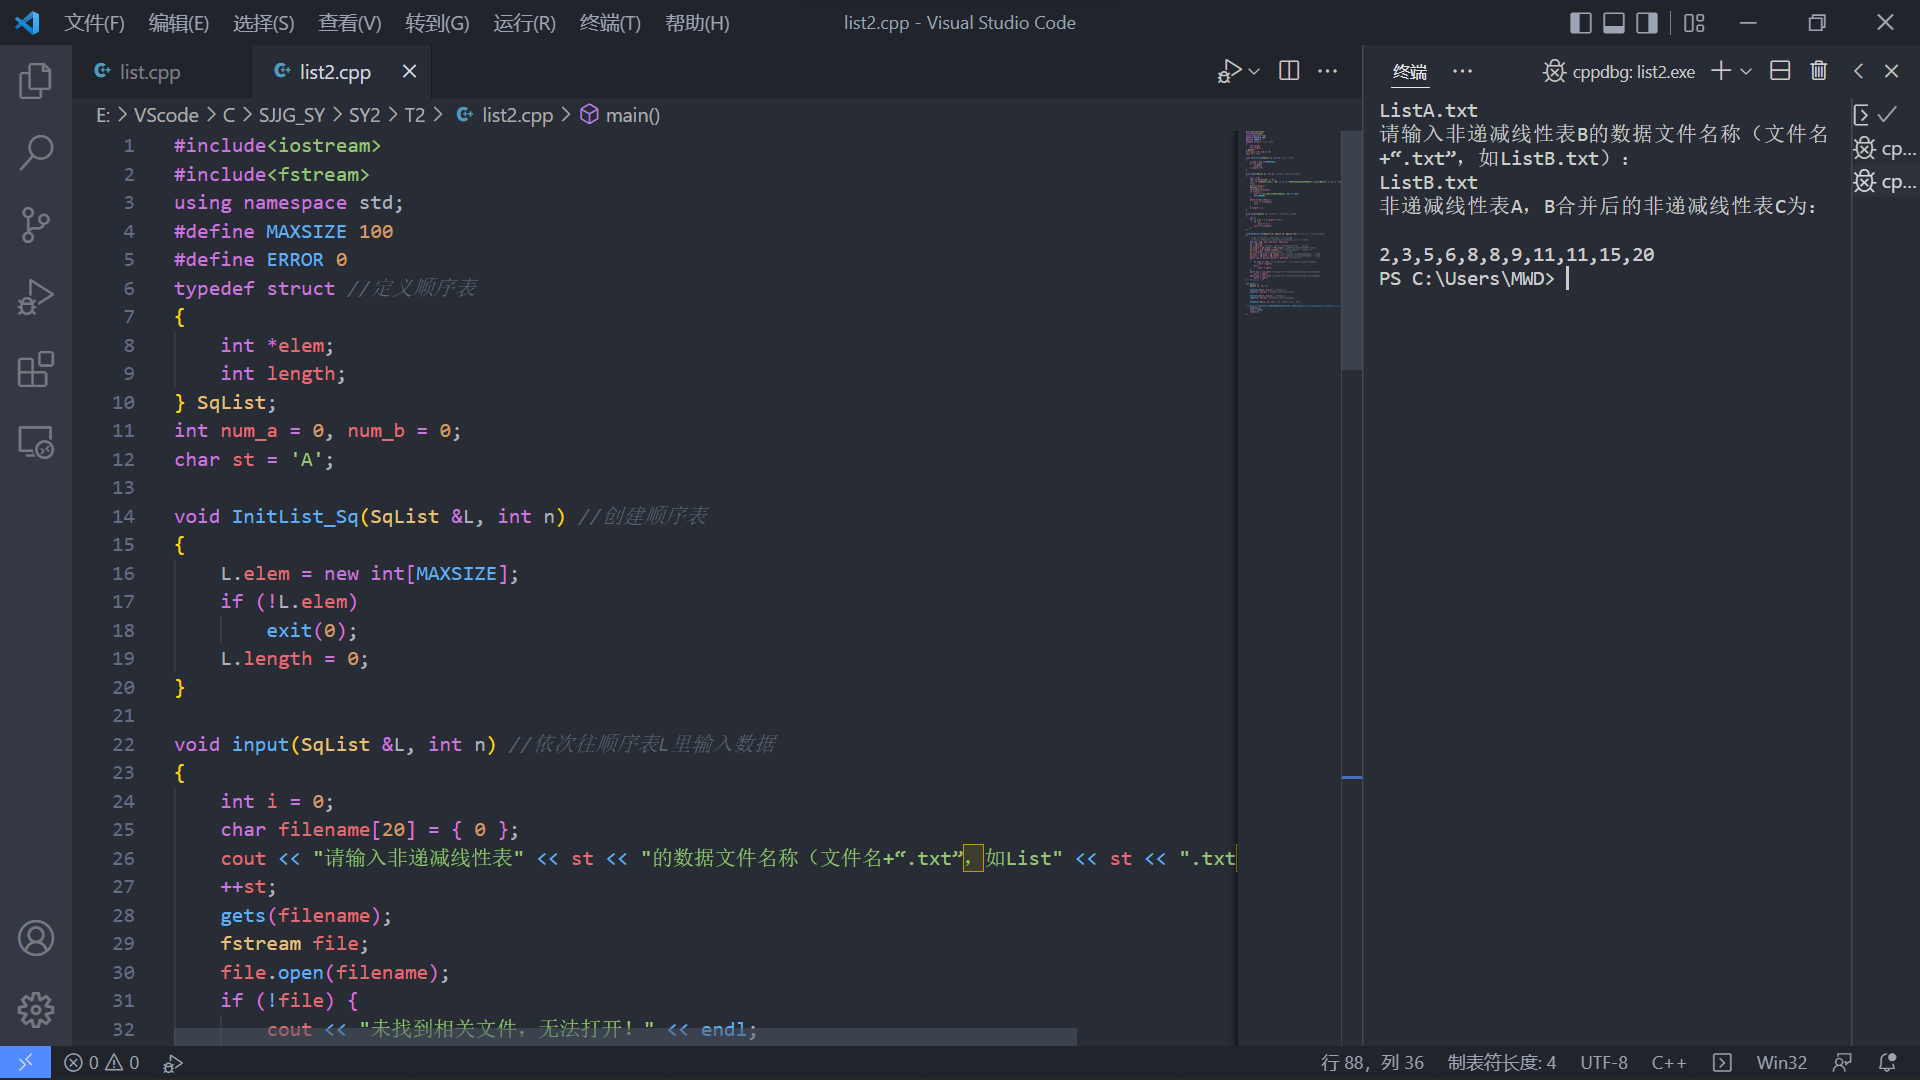 文件(F) 编辑(E) 选择(S) 查看(V) 转到(G) 运行(R) 终端(T) 帮助(H) list2.cpp - Visual Studio Code
list.cpp list2.cpp
E: > VScode > C > SJJG_SY > SY2 > T2 > list2.cpp > main()
1 #include<iostream>
2 #include<fstream>
3 using namespace std;
4 #define MAXSIZE 100
5 #define ERROR 0
6 typedef struct //定义顺序表
7 {
8 int *elem;
9 int length;
10 } SqList;
11 int num_a = 0, num_b = 0;
12 char st = 'A';
13
14 void InitList_Sq(SqList &L, int n) //创建顺序表
15 {
16 L.elem = new int[MAXSIZE];
17 if (!L.elem)
18 exit(0);
19 L.length = 0;
20 }
21
22 void input(SqList &L, int n) //依次往顺序表L里输入数据
23 {
24 int i = 0;
25 char filename[20] = { 0 };
26 cout << "请输入非递减线性表" << st << "的数据文件名称（文件名+“.txt”，如List" << st << ".txt
27 ++st;
28 gets(filename);
29 fstream file;
30 file.open(filename);
31 if (!file) {
32 cout << "未找到相关文件，无法打开！" << endl;
终端 cppdbg: list2.exe
ListA.txt
请输入非递减线性表B的数据文件名称（文件名
+“.txt”，如ListB.txt）：
ListB.txt
非递减线性表A，B合并后的非递减线性表C为：
2,3,5,6,8,8,9,11,11,15,20
PS C:\Users\MWD>
cp...
cp...
0 0 行 88，列 36 制表符长度: 4 UTF-8 C++ Win32